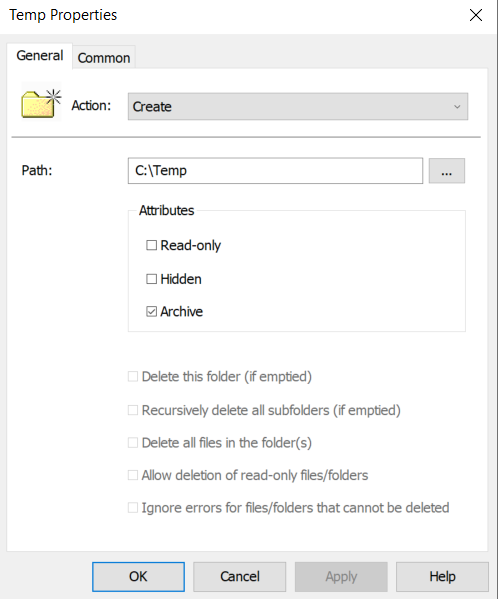 Temp Properties
General Common
Action: Create
Path: C:\Temp ...
Attributes
Read-only
Hidden
Archive
Delete this folder (if emptied)
Recursively delete all subfolders (if emptied)
Delete all files in the folder(s)
Allow deletion of read-only files/folders
Ignore errors for files/folders that cannot be deleted
OK Cancel Apply Help